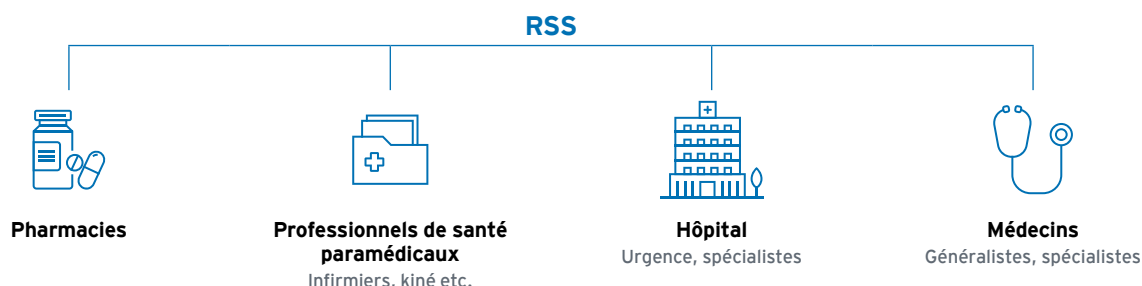 RSS
Pharmacies
Professionnels de santé
paramédicaux
Infirmiers, kiné etc.
Hôpital
Urgence, spécialistes
Médecins
Généralistes, spécialistes